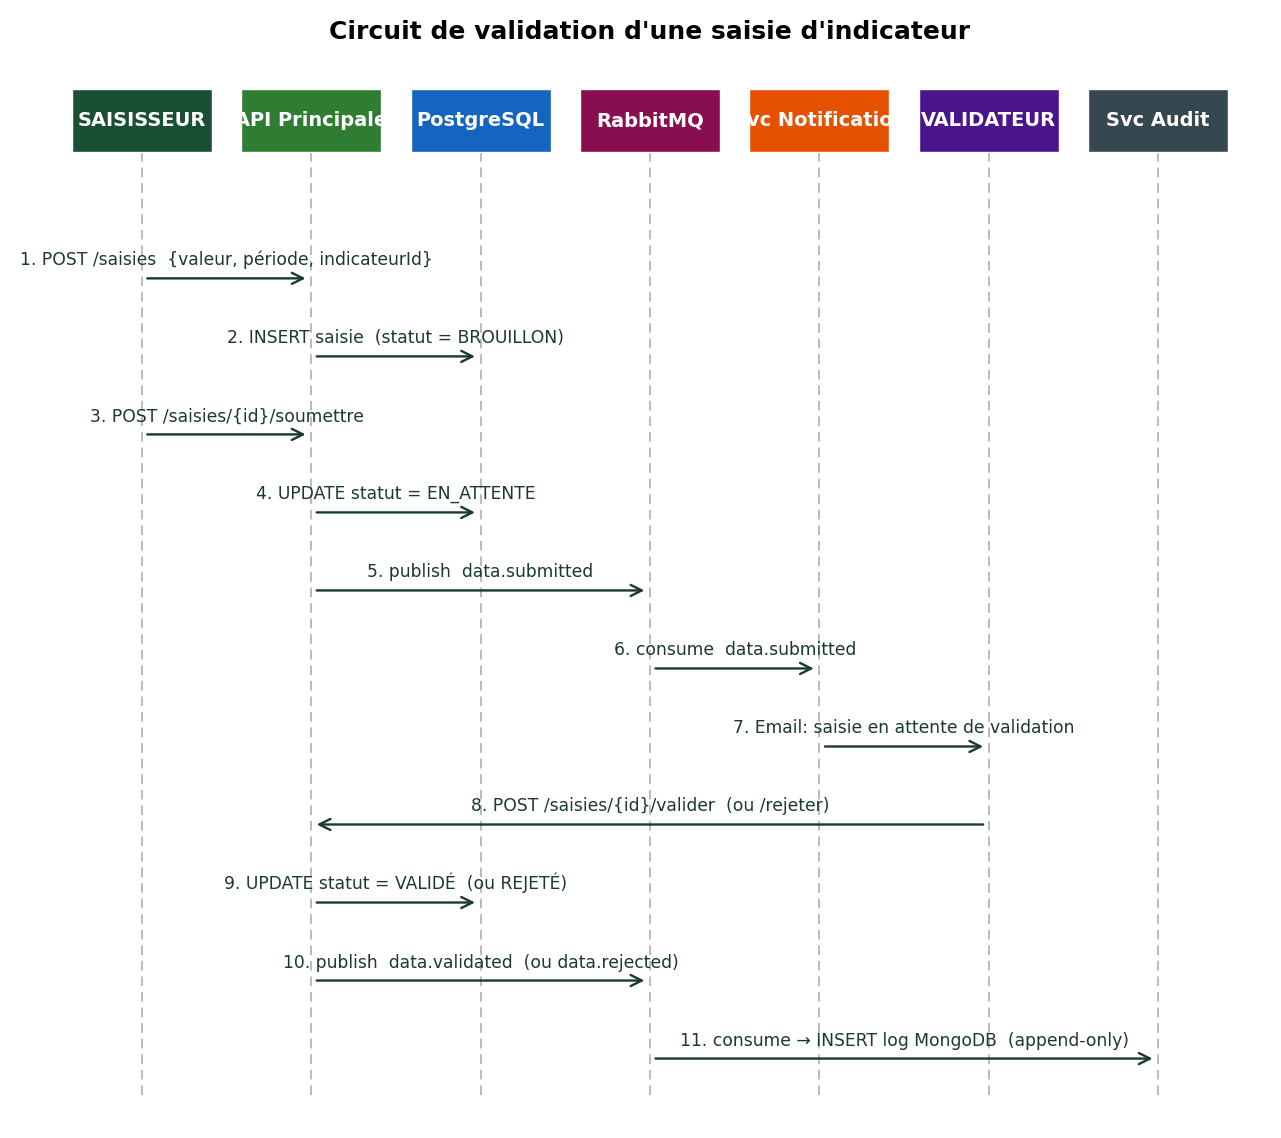 Circuit de validation d'une saisie d'indicateur
SAISISSEUR
API Principale
PostgreSQL
RabbitMQ
vc Notificatio
VALIDATEUR
Svc Audit
1. POST /saisies  {valeur, période, indicateurId}
2. INSERT saisie  (statut = BROUILLON)
3. POST /saisies/{id}/soumettre
4. UPDATE statut = EN_ATTENTE
5. publish  data.submitted
6. consume  data.submitted
7. Email: saisie en attente de validation
8. POST /saisies/{id}/valider  (ou /rejeter)
9. UPDATE statut = VALIDÉ  (ou REJETÉ)
10. publish  data.validated  (ou data.rejected)
11. consume → INSERT log MongoDB  (append-only)